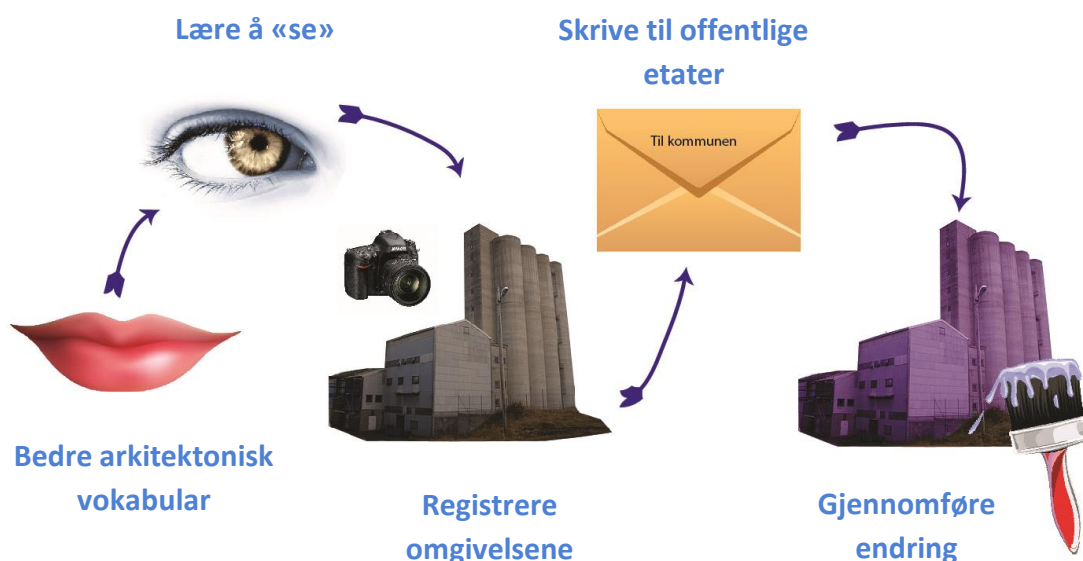 Lære å «se»
Skrive til offentlige
etater
Til kommunen
Bedre arkitektonisk
vokabular
Registrere
omgivelsene
Gjennomføre
endring